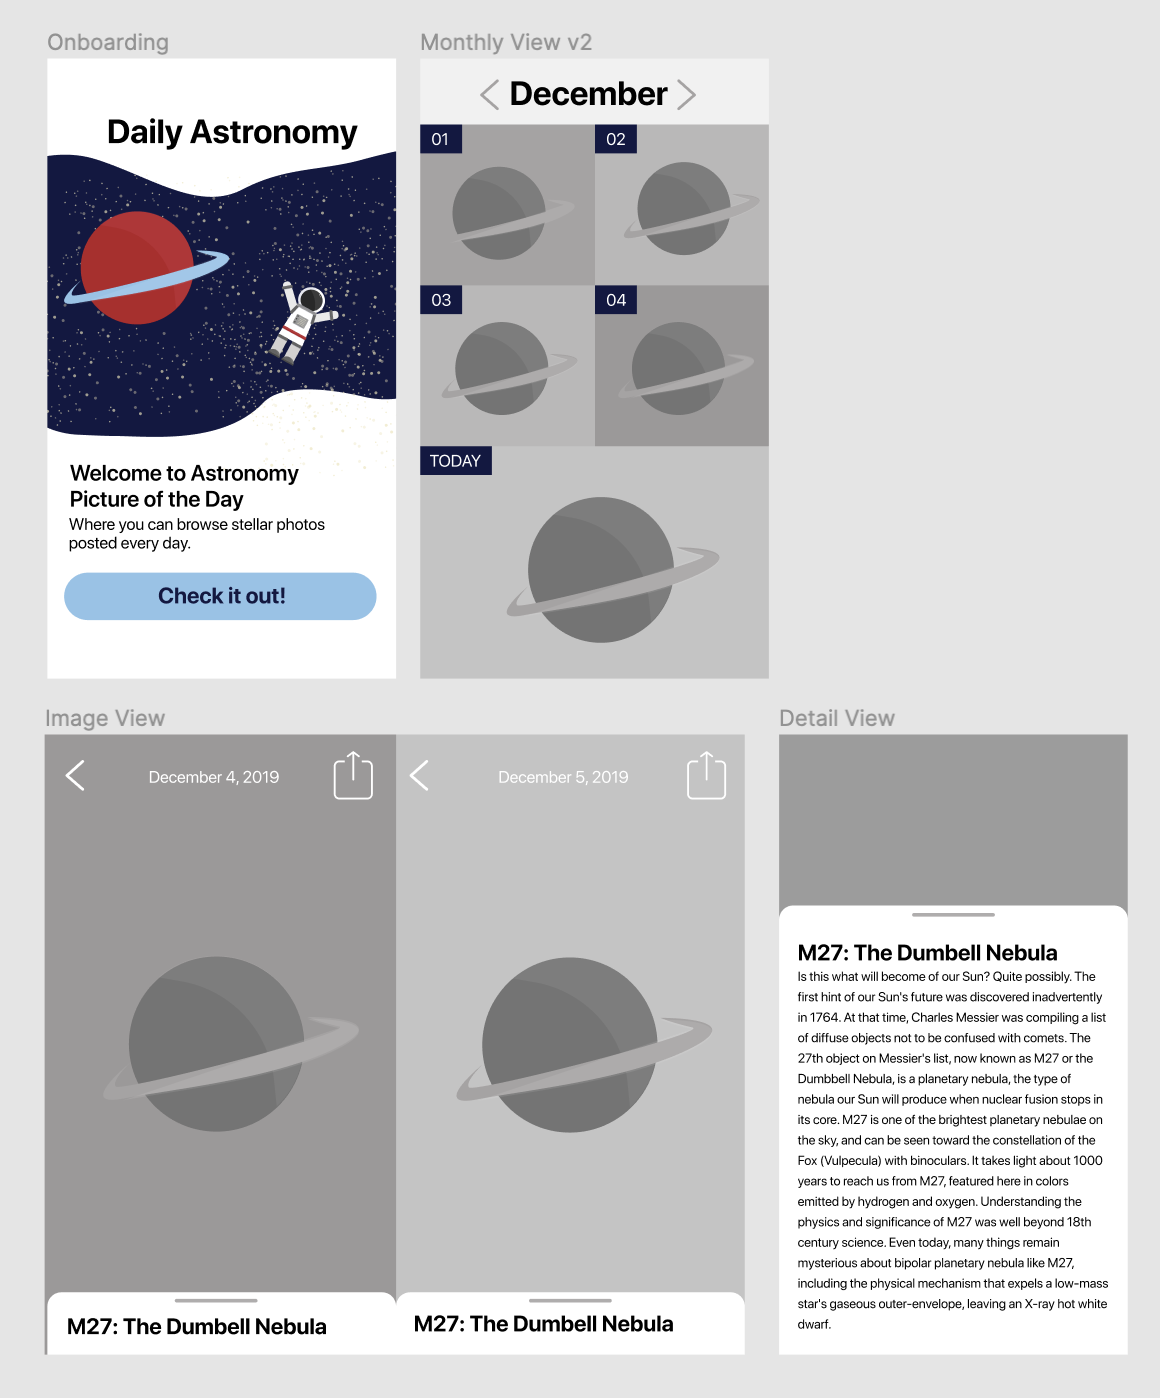 Onboarding
Monthly View v2
Daily Astronomy
Welcome to Astronomy
Picture of the Day
Where you can browse stellar photos
posted every day.
Check it out!
December
01
02
03
04
TODAY
Image View
Detail View
December 4, 2019
M27: The Dumbell Nebula
December 5, 2019
M27: The Dumbell Nebula
M27: The Dumbell Nebula
Is this what will become of our Sun? Quite possibly. The
first hint of our Sun's future was discovered inadvertently
in 1764. At that time, Charles Messier was compiling a list
of diffuse objects not to be confused with comets. The
27th object on Messier's list, now known as M27 or the
Dumbbell Nebula, is a planetary nebula, the type of
nebula our Sun will produce when nuclear fusion stops in
its core. M27 is one of the brightest planetary nebulae on
the sky, and can be seen toward the constellation of the
Fox (Vulpecula) with binoculars. It takes light about 1000
years to reach us from M27, featured here in colors
emitted by hydrogen and oxygen. Understanding the
physics and significance of M27 was well beyond 18th
century science. Even today, many things remain
mysterious about bipolar planetary nebula like M27,
including the physical mechanism that expels a low-mass
star's gaseous outer-envelope, leaving an X-ray hot white
dwarf.